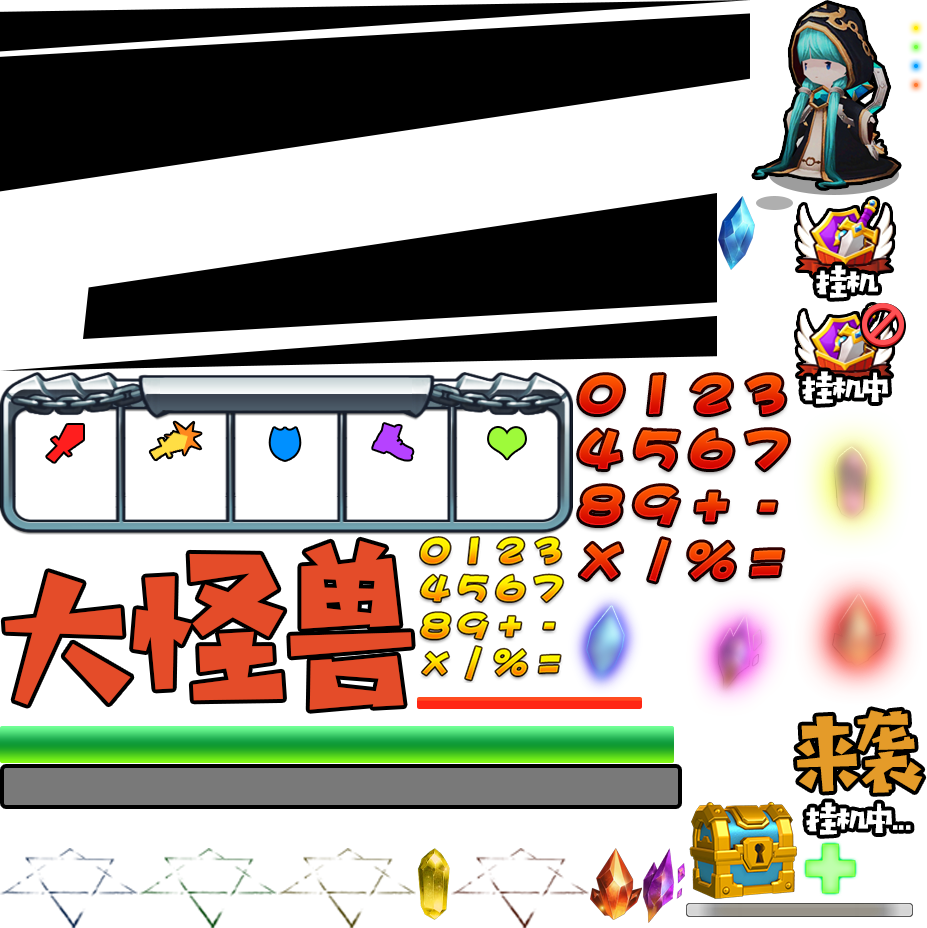 挂机
挂机中
0123
4567
89+-
×/%=
0123
4567
89+-
×/%=
大怪兽
来袭
挂机中...